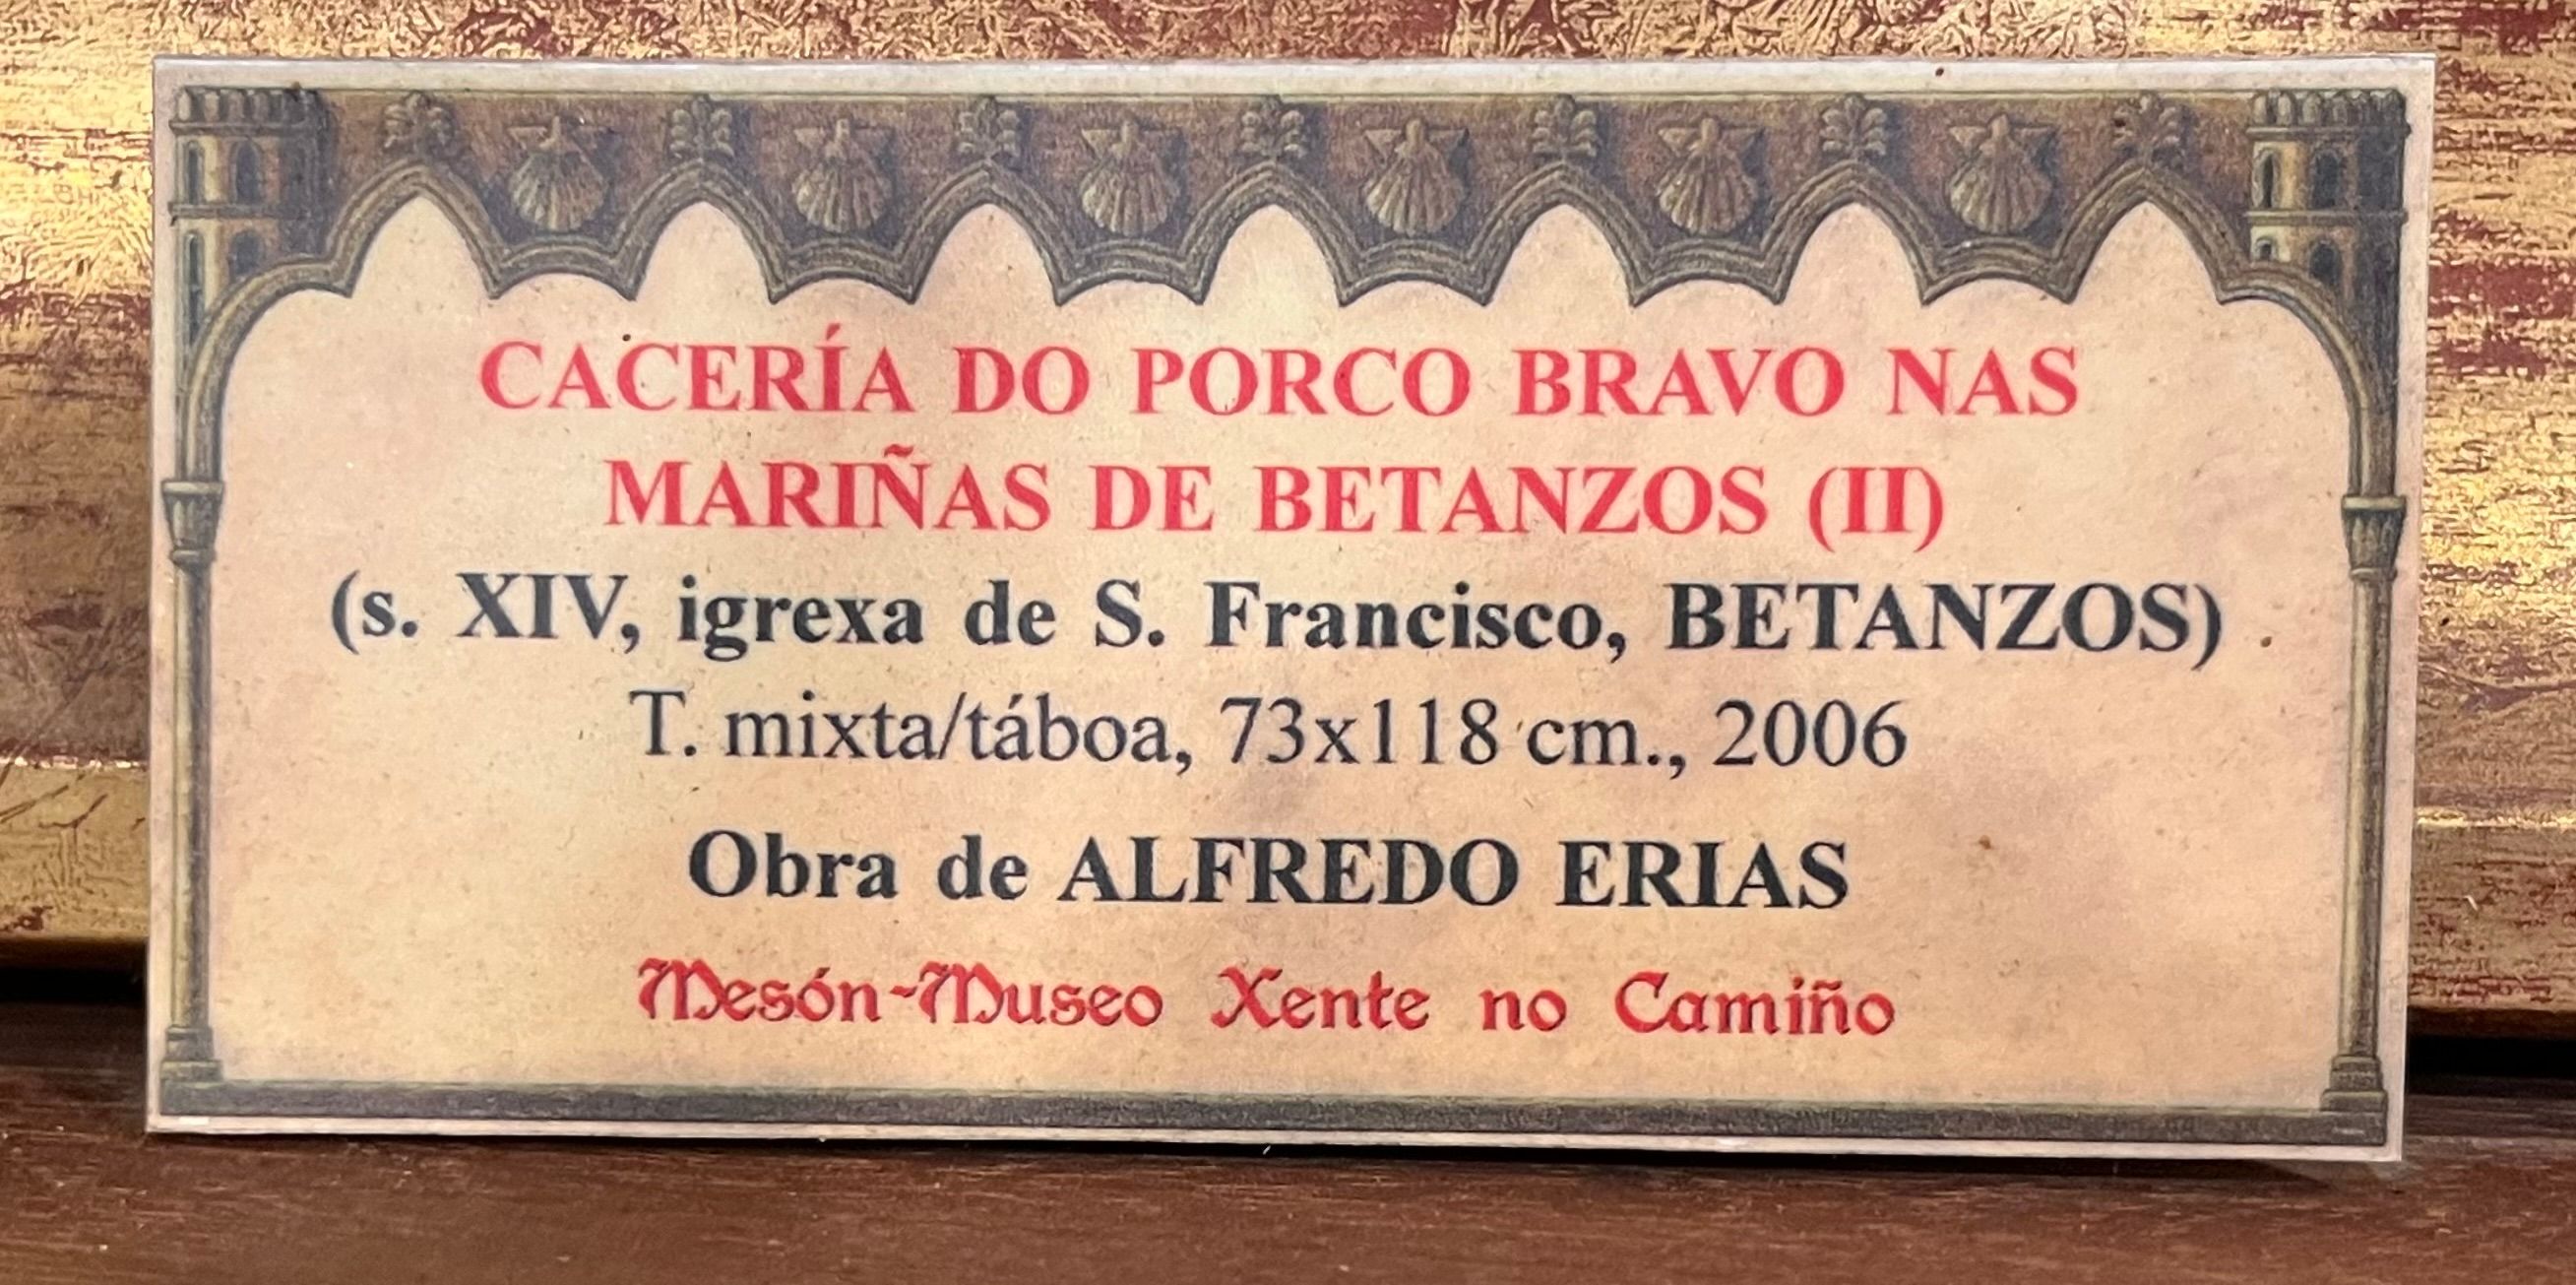 CACERÍA DO PORCO BRAVO NAS
MARIÑAS DE BETANZOS (II)
(s. XIV, igrexa de S. Francisco, BETANZOS)
T. mixta/táboa, 73x118 cm., 2006
Obra de ALFREDO ERIAS
Mesón-Museo Xente no Camiño